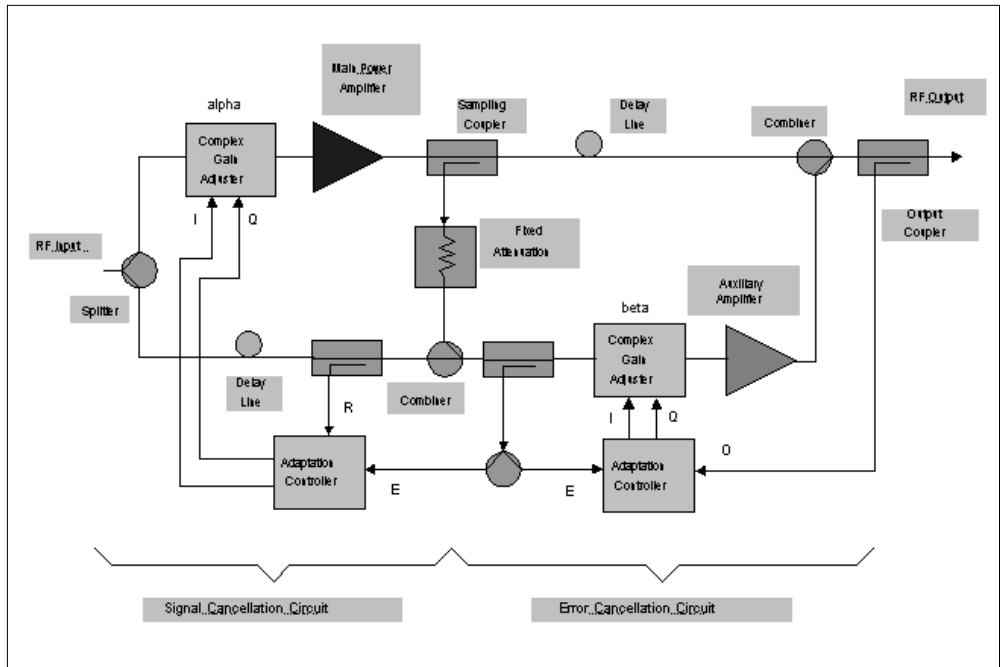 Main Power
Amplifier
alpha
Sampling
Coupler
Delay
Line
Combiner
RF Output
Complex
Gain
Adjuster
I
Q
RF Input
Splitter
Fixed
Attenuation
Output
Coupler
Auxiliary
Amplifier
beta
Complex
Gain
Adjuster
Delay
Line
R
Combiner
I
Q
O
Adaptation
Controller
E
E
Adaptation
Controller
Signal Cancellation Circuit
Error Cancellation Circuit